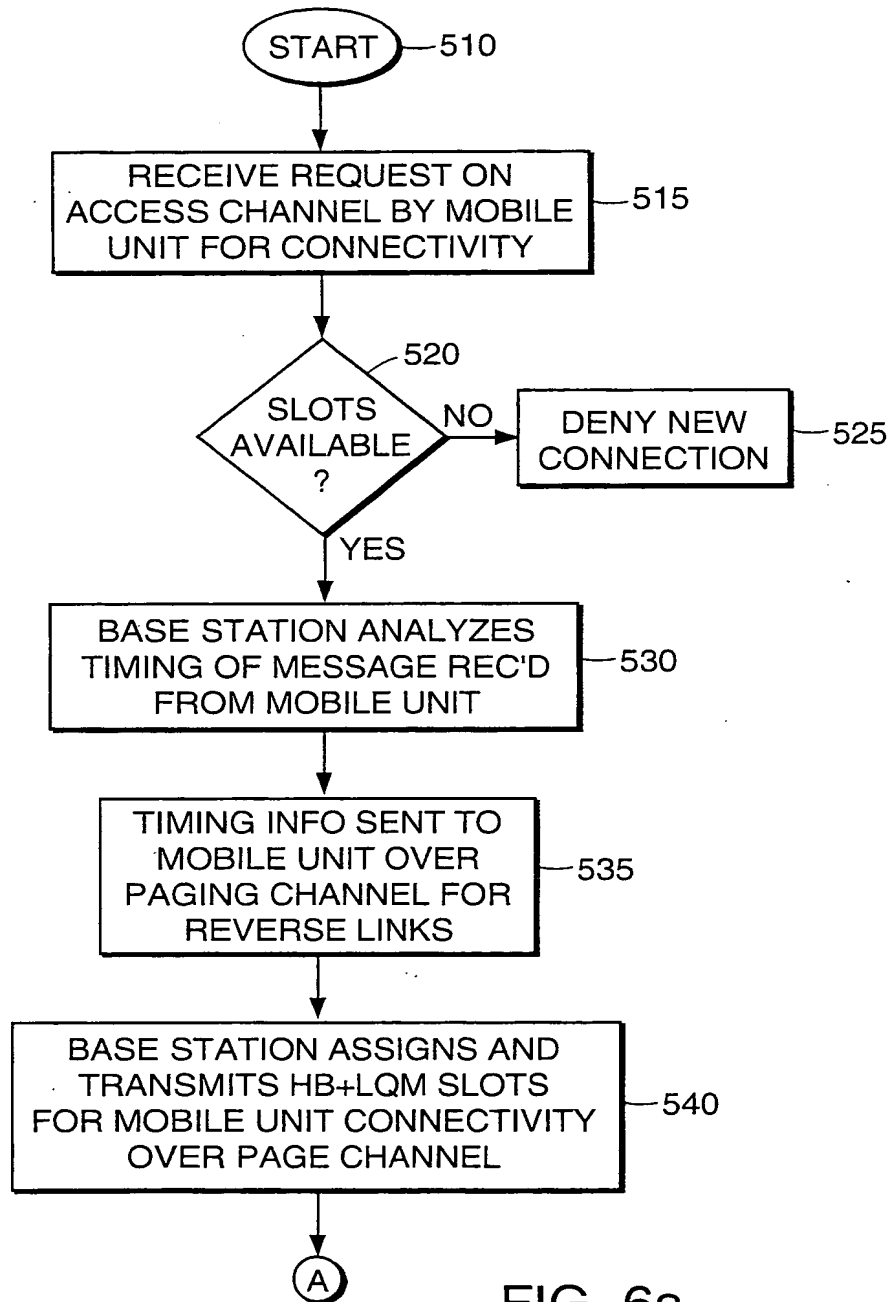 START
510
RECEIVE REQUEST ON
ACCESS CHANNEL BY MOBILE
UNIT FOR CONNECTIVITY
515
520
SLOTS
AVAILABLE
?
NO
DENY NEW
CONNECTION
525
YES
BASE STATION ANALYZES
TIMING OF MESSAGE REC'D
FROM MOBILE UNIT
530
TIMING INFO SENT TO
MOBILE UNIT OVER
PAGING CHANNEL FOR
REVERSE LINKS
535
BASE STATION ASSIGNS AND
TRANSMITS HB+LQM SLOTS
FOR MOBILE UNIT CONNECTIVITY
OVER PAGE CHANNEL
540
A
FIG. 6a